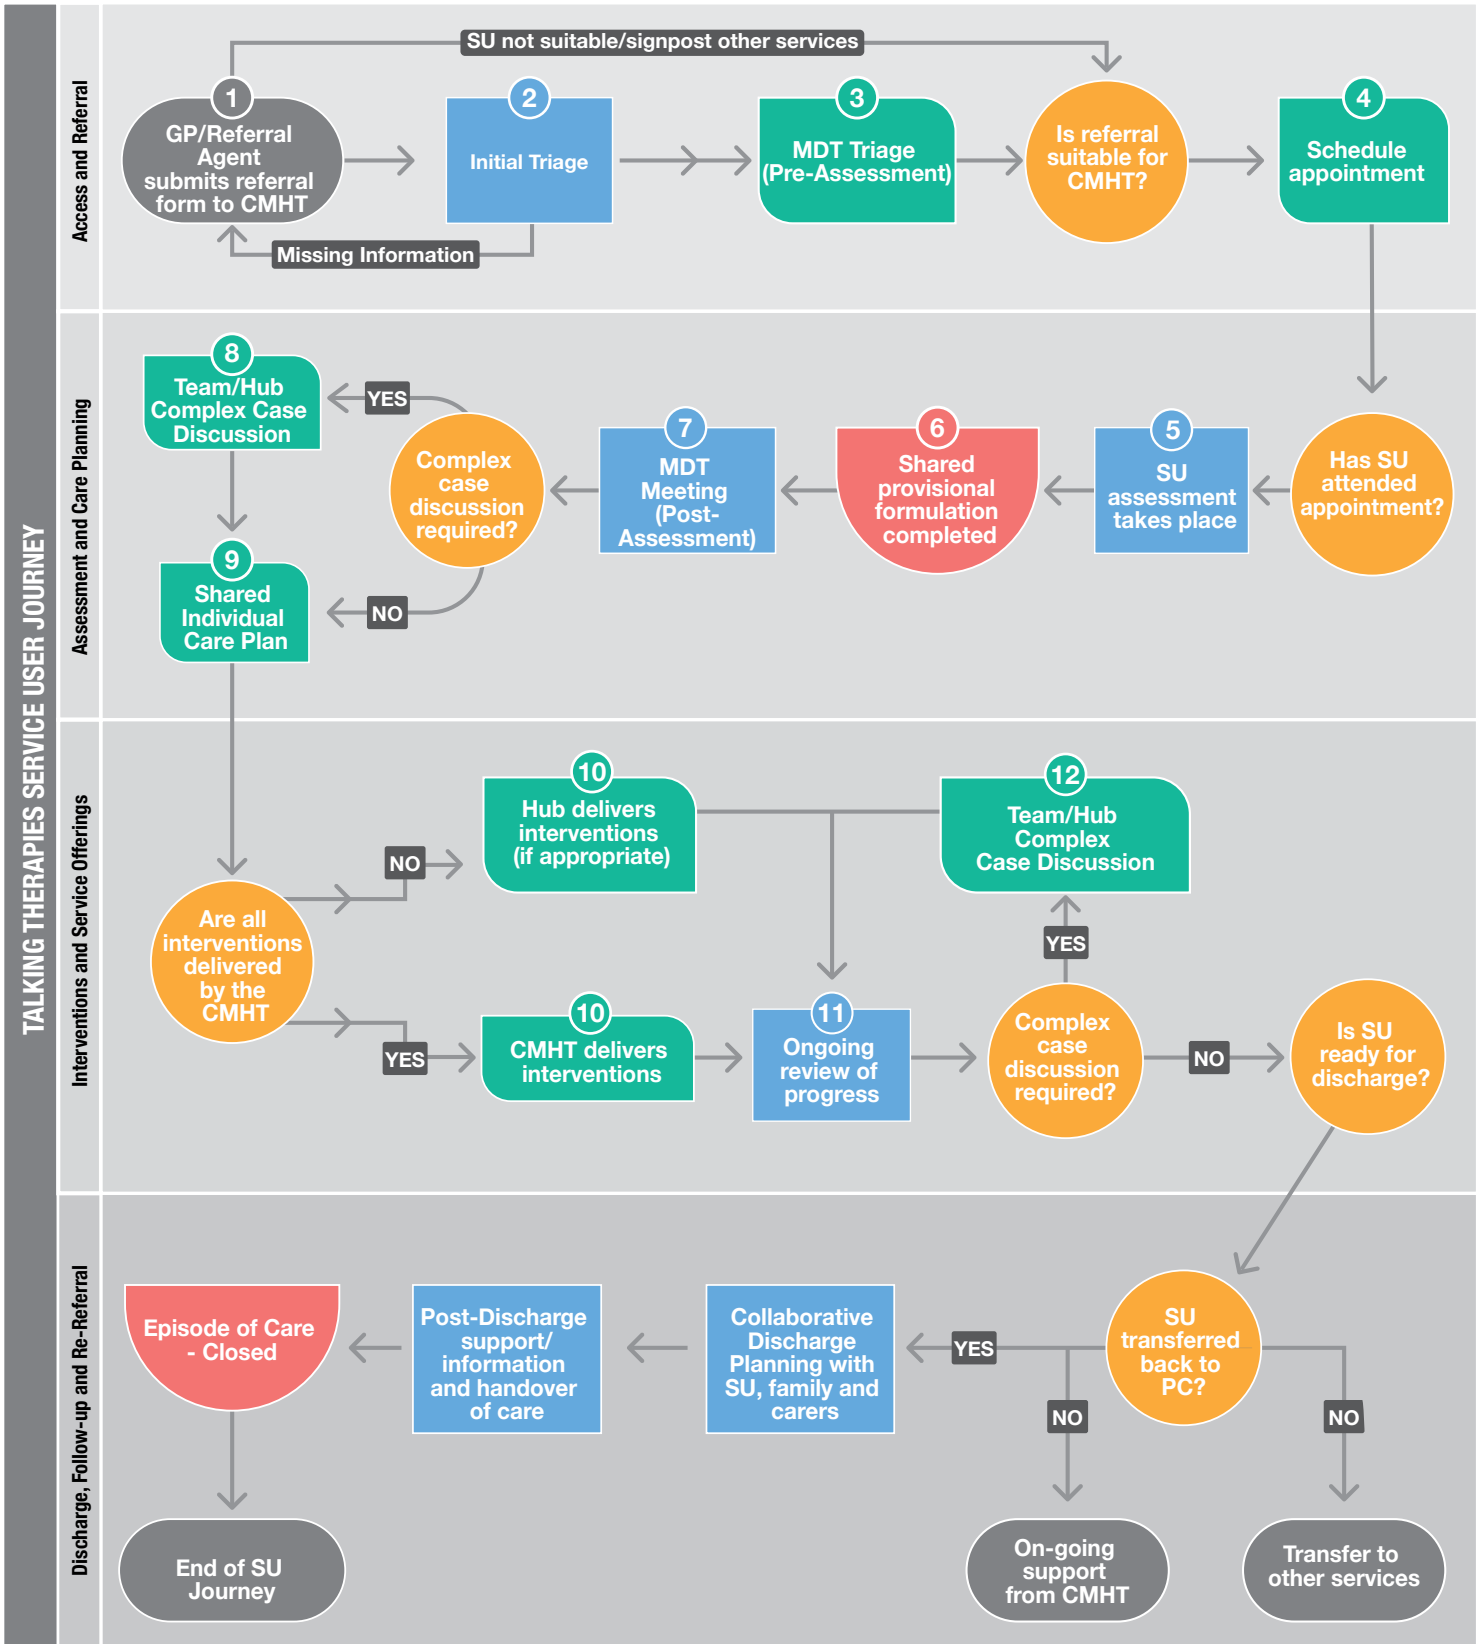 TALKING THERAPIES SERVICE USER JOURNEY
Access and Referral
SU not suitable/signpost other services
1
GP/Referral
Agent
submits referral
form to CMHT
2
Initial Triage
3
MDT Triage
(Pre-Assessment)
Is referral
suitable for
CMHT?
4
Schedule
appointment
Missing Information
Assessment and Care Planning
8
Team/Hub
Complex Case
Discussion
YES
Complex
case
discussion
required?
7
MDT
Meeting
(Post-
Assessment)
6
Shared
provisional
formulation
completed
5
SU
assessment
takes place
Has SU
attended
appointment?
9
Shared
Individual
Care Plan
NO
Interventions and Service Offerings
10
Hub delivers
interventions
(if appropriate)
12
Team/Hub
Complex
Case Discussion
NO
Are all
interventions
delivered
by the
CMHT
YES
YES
10
CMHT delivers
interventions
11
Ongoing
review of
progress
Complex
case
discussion
required?
NO
Is SU
ready for
discharge?
Discharge, Follow-up and Re-Referral
Episode of Care
- Closed
Post-Discharge
support/
information
and handover
of care
Collaborative
Discharge
Planning with
SU, family and
carers
YES
SU
transferred
back to
PC?
NO
NO
End of SU
Journey
On-going
support
from CMHT
Transfer to
other services